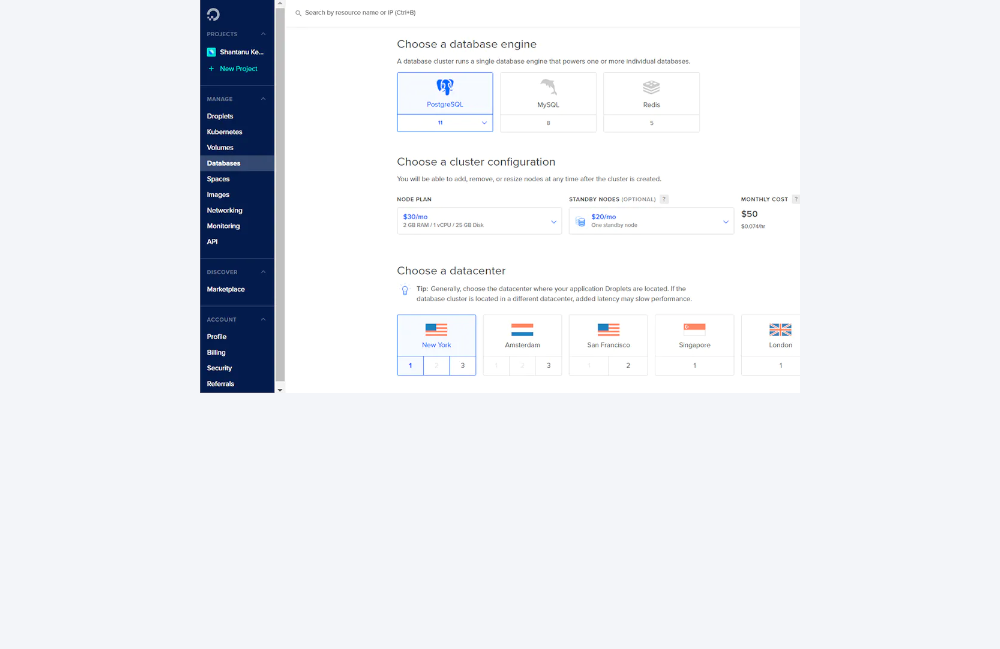 Search by resource name or IP (Ctrl+B)
PROJECTS
Shantanu Ke...
+ New Project
MANAGE
Droplets
Kubernetes
Volumes
Databases
Spaces
Images
Networking
Monitoring
API
DISCOVER
Marketplace
ACCOUNT
Profile
Billing
Security
Referrals
Choose a database engine
A database cluster runs a single database engine that powers one or more individual databases.
PostgreSQL
MySQL
Redis
11
8
5
Choose a cluster configuration
You will be able to add, remove, or resize nodes at any time after the cluster is created.
NODE PLAN
STANDBY NODES (OPTIONAL) ?
MONTHLY COST ?
$30/mo
2 GB RAM / 1 vCPU / 25 GB Disk
$20/mo
One standby node
$50
$0.074/hr
Choose a datacenter
Tip: Generally, choose the datacenter where your application Droplets are located. If the
database cluster is located in a different datacenter, added latency may slow performance.
New York
Amsterdam
San Francisco
Singapore
London
1 2 3
1 2 3
1 2
1
1